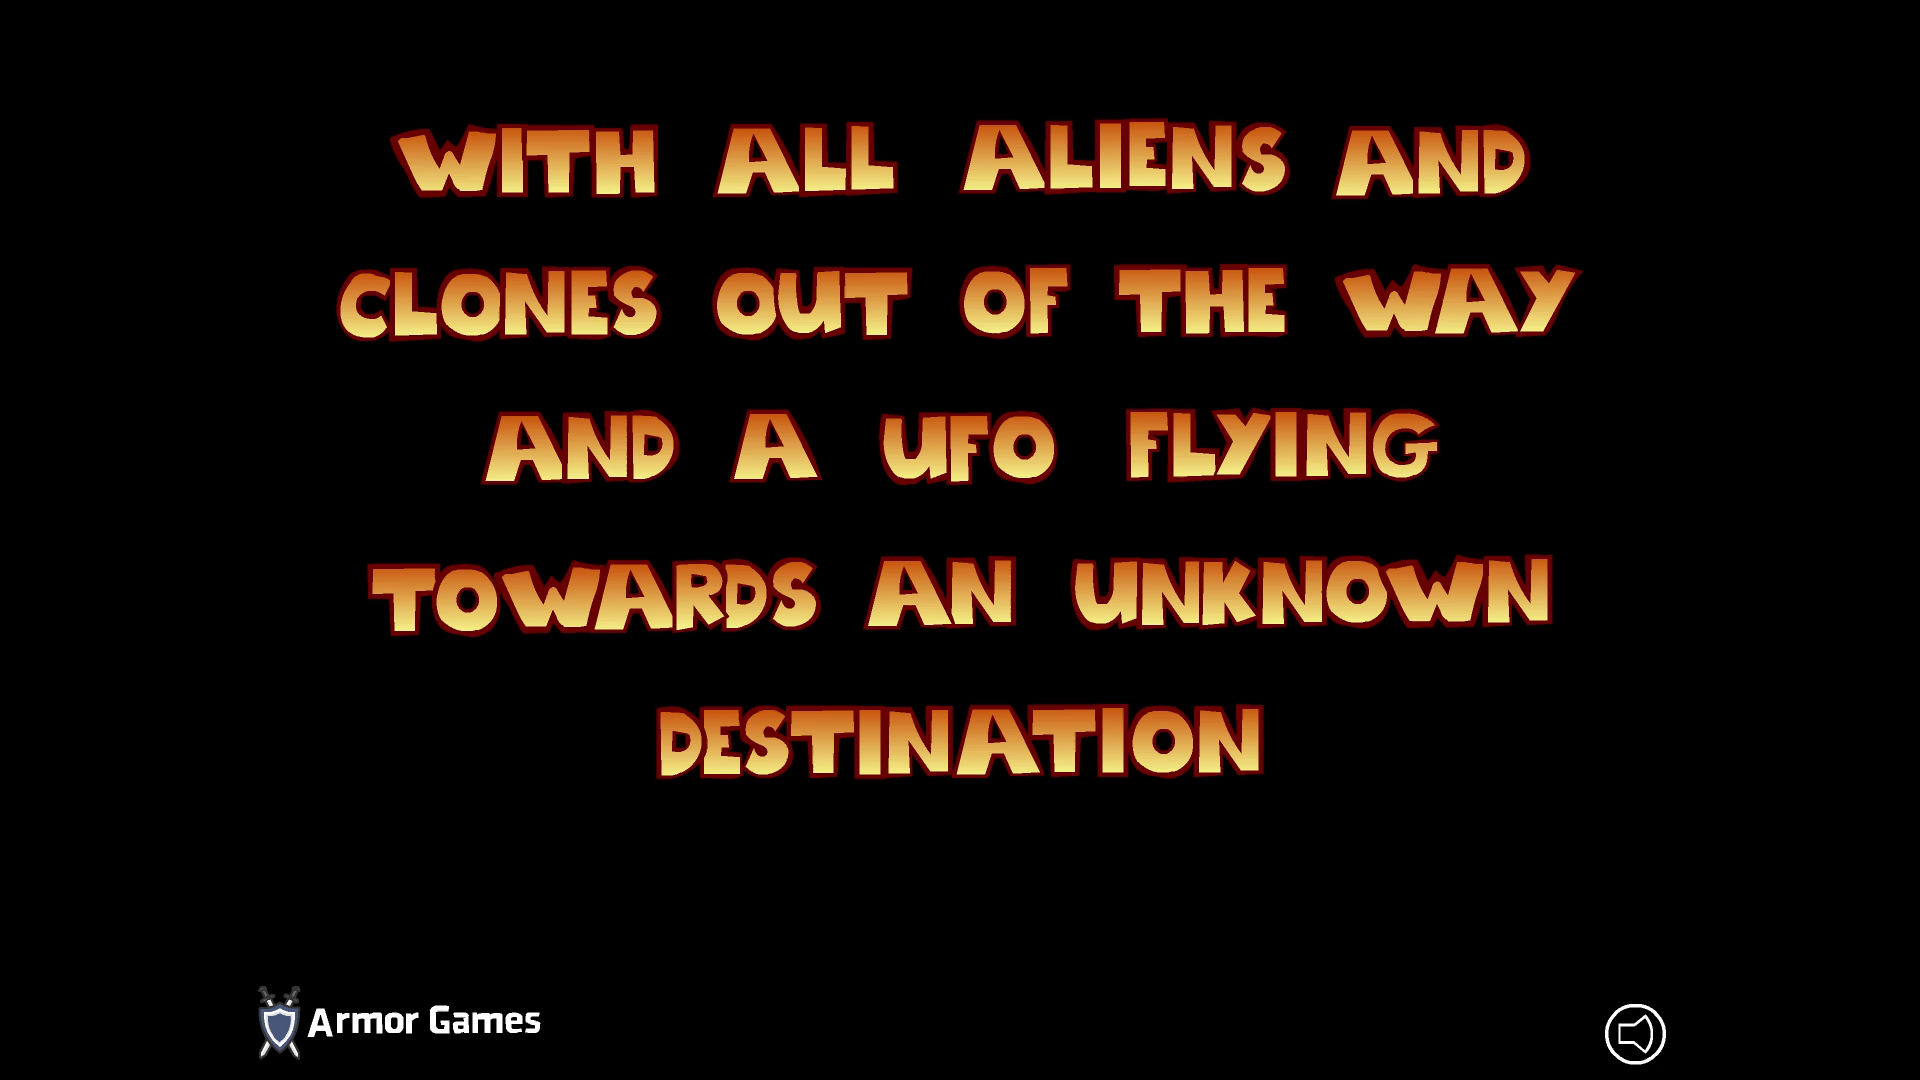 WITH ALL ALIENS AND
CLONES OUT OF THE WAY
AND A UFO FLYING
TOWARDS AN UNKNOWN
DESTINATION
Armor Games